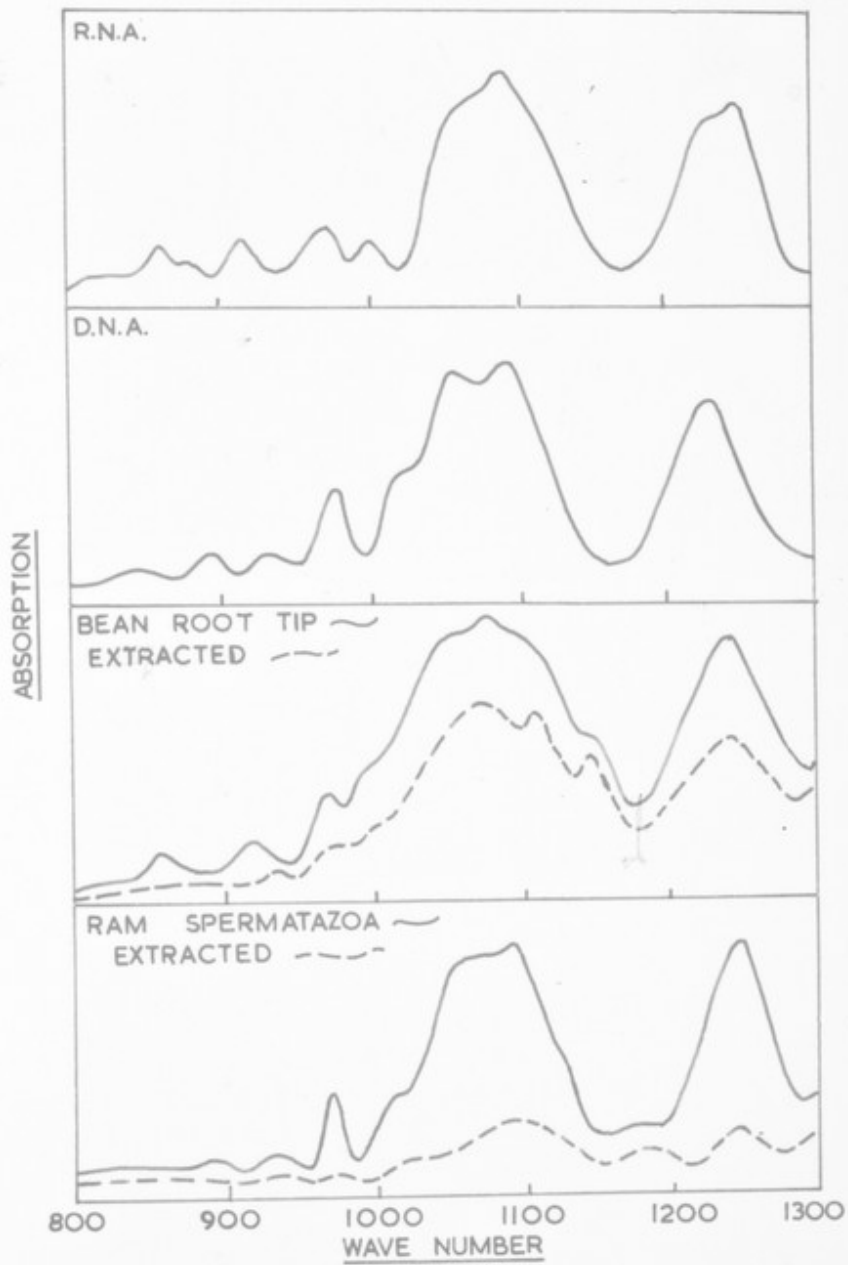 R.N.A.
D.N.A.
ABSORPTION
BEAN ROOT TIP
EXTRACTED
RAM SPERMATAZOA
EXTRACTED
800 900 1000 1100 1200 1300
WAVE NUMBER